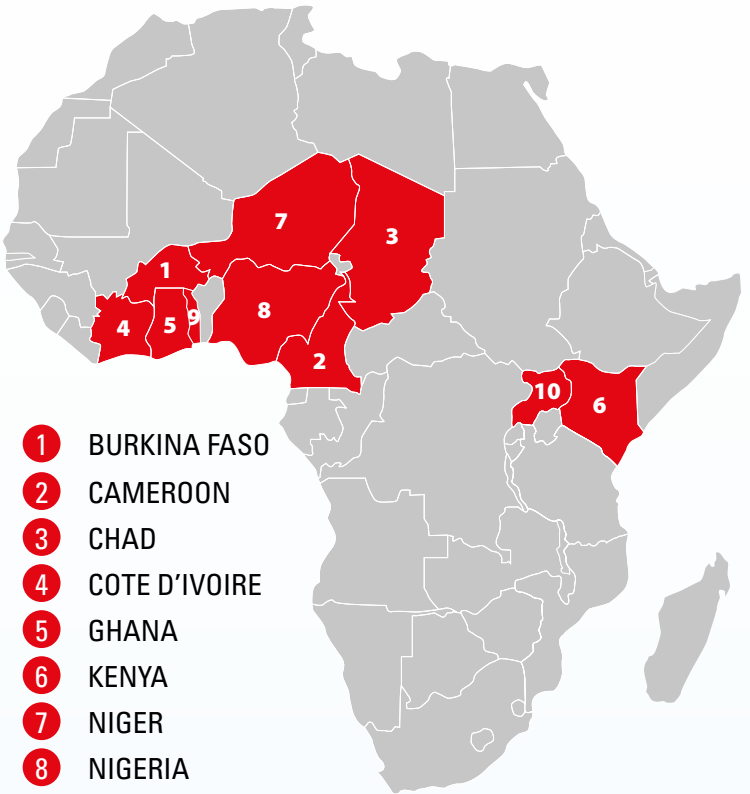 7
3
1
8
9
4
5
2
10
6
1 BURKINA FASO
2 CAMEROON
3 CHAD
4 COTE D'IVOIRE
5 GHANA
6 KENYA
7 NIGER
8 NIGERIA